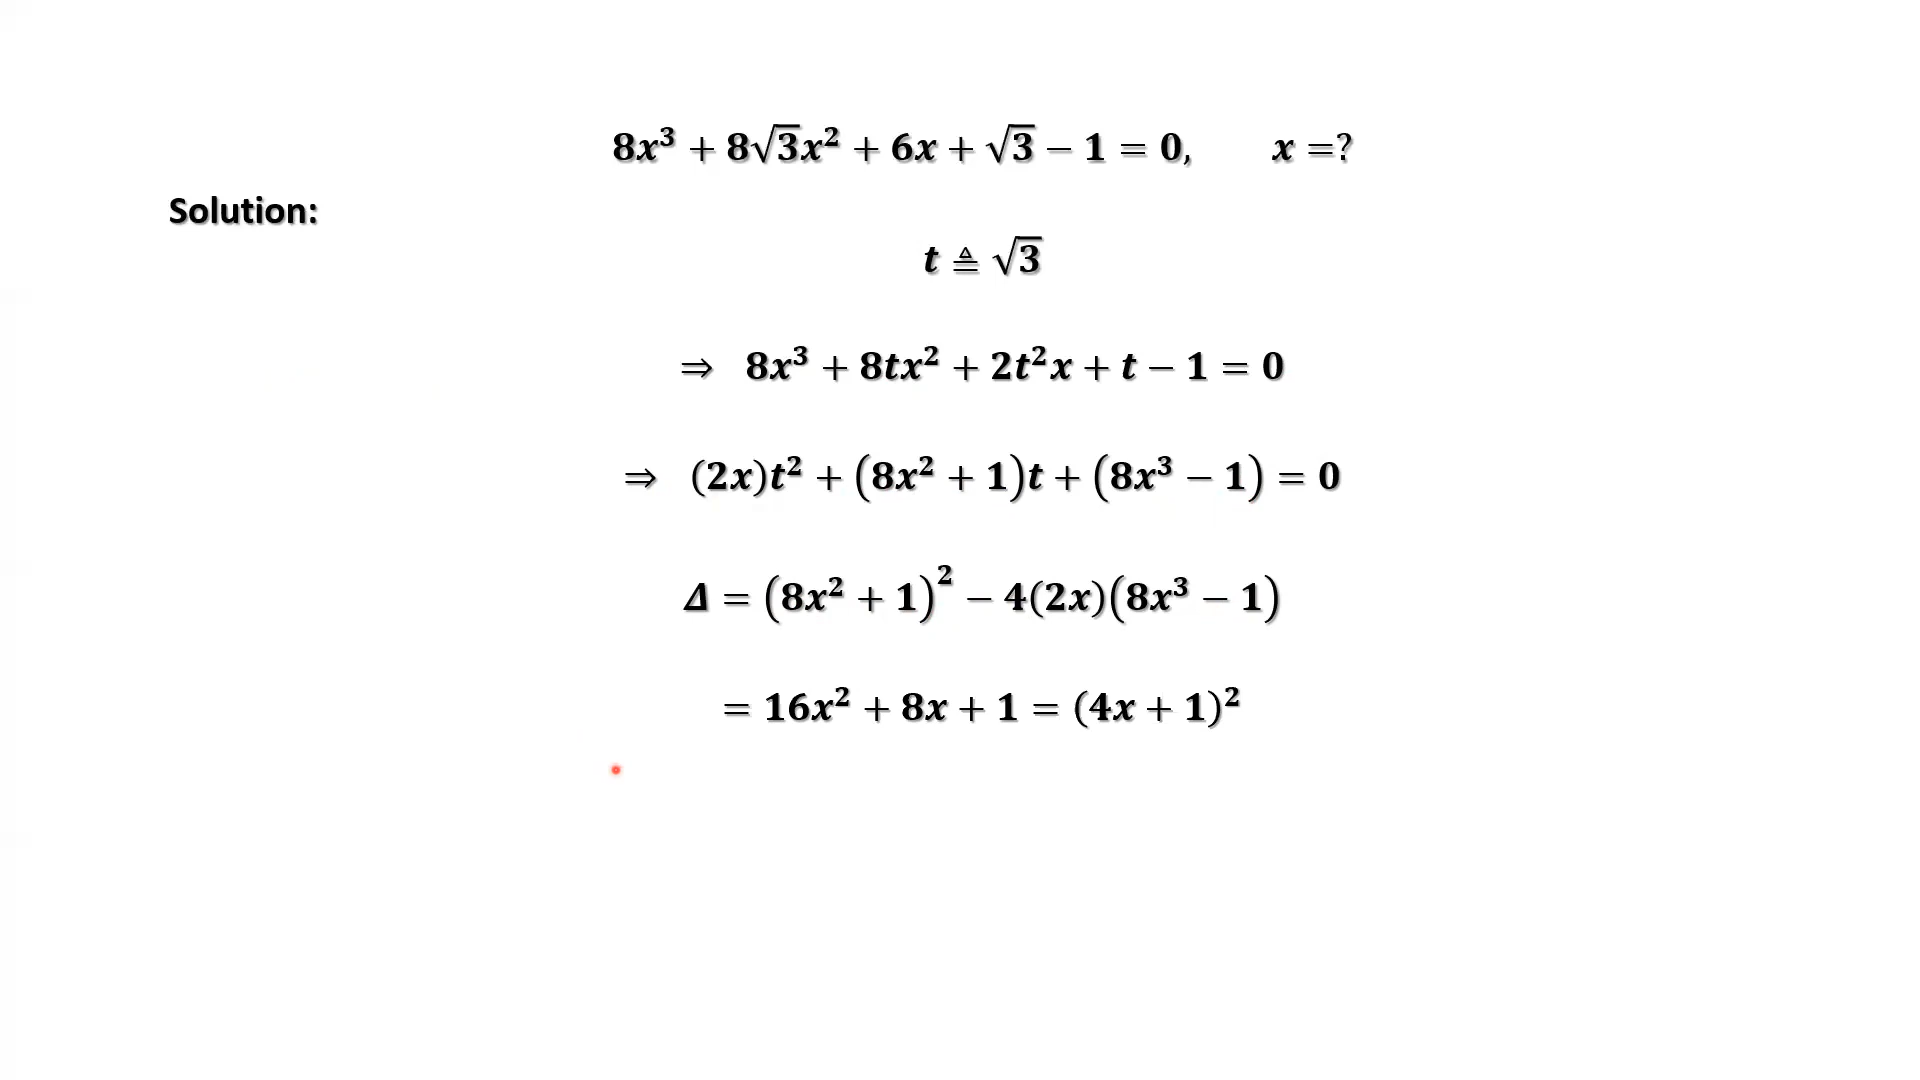 8x³ + 8√3x² + 6x + √3 − 1 = 0, x =?
Solution:
t ≜ √3
⇒ 8x³ + 8tx² + 2t²x + t − 1 = 0
⇒ (2x)t² + (8x² + 1)t + (8x³ − 1) = 0
Δ = (8x² + 1)² − 4(2x)(8x³ − 1)
= 16x² + 8x + 1 = (4x + 1)²